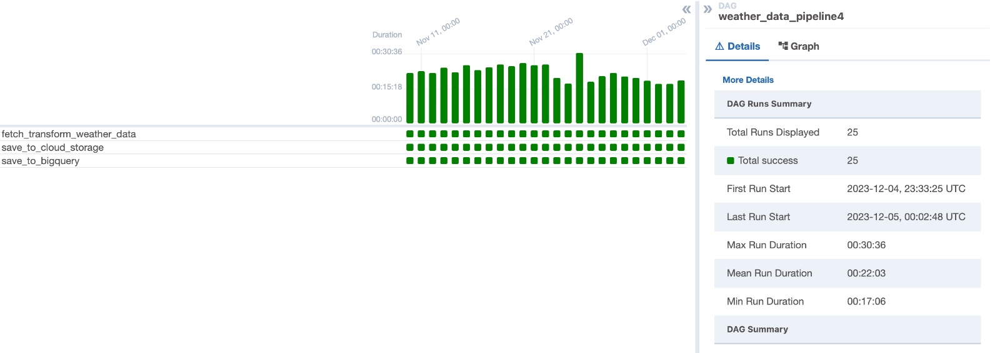 Duration
Nov 11, 00:00
Nov 21, 00:00
Dec 01, 00:00
00:30:36
00:15:18
00:00:00
fetch_transform_weather_data
save_to_cloud_storage
save_to_bigquery
DAG
weather_data_pipeline4
Details Graph
More Details
DAG Runs Summary
Total Runs Displayed 25
Total success 25
First Run Start 2023-12-04, 23:33:25 UTC
Last Run Start 2023-12-05, 00:02:48 UTC
Max Run Duration 00:30:36
Mean Run Duration 00:22:03
Min Run Duration 00:17:06
DAG Summary